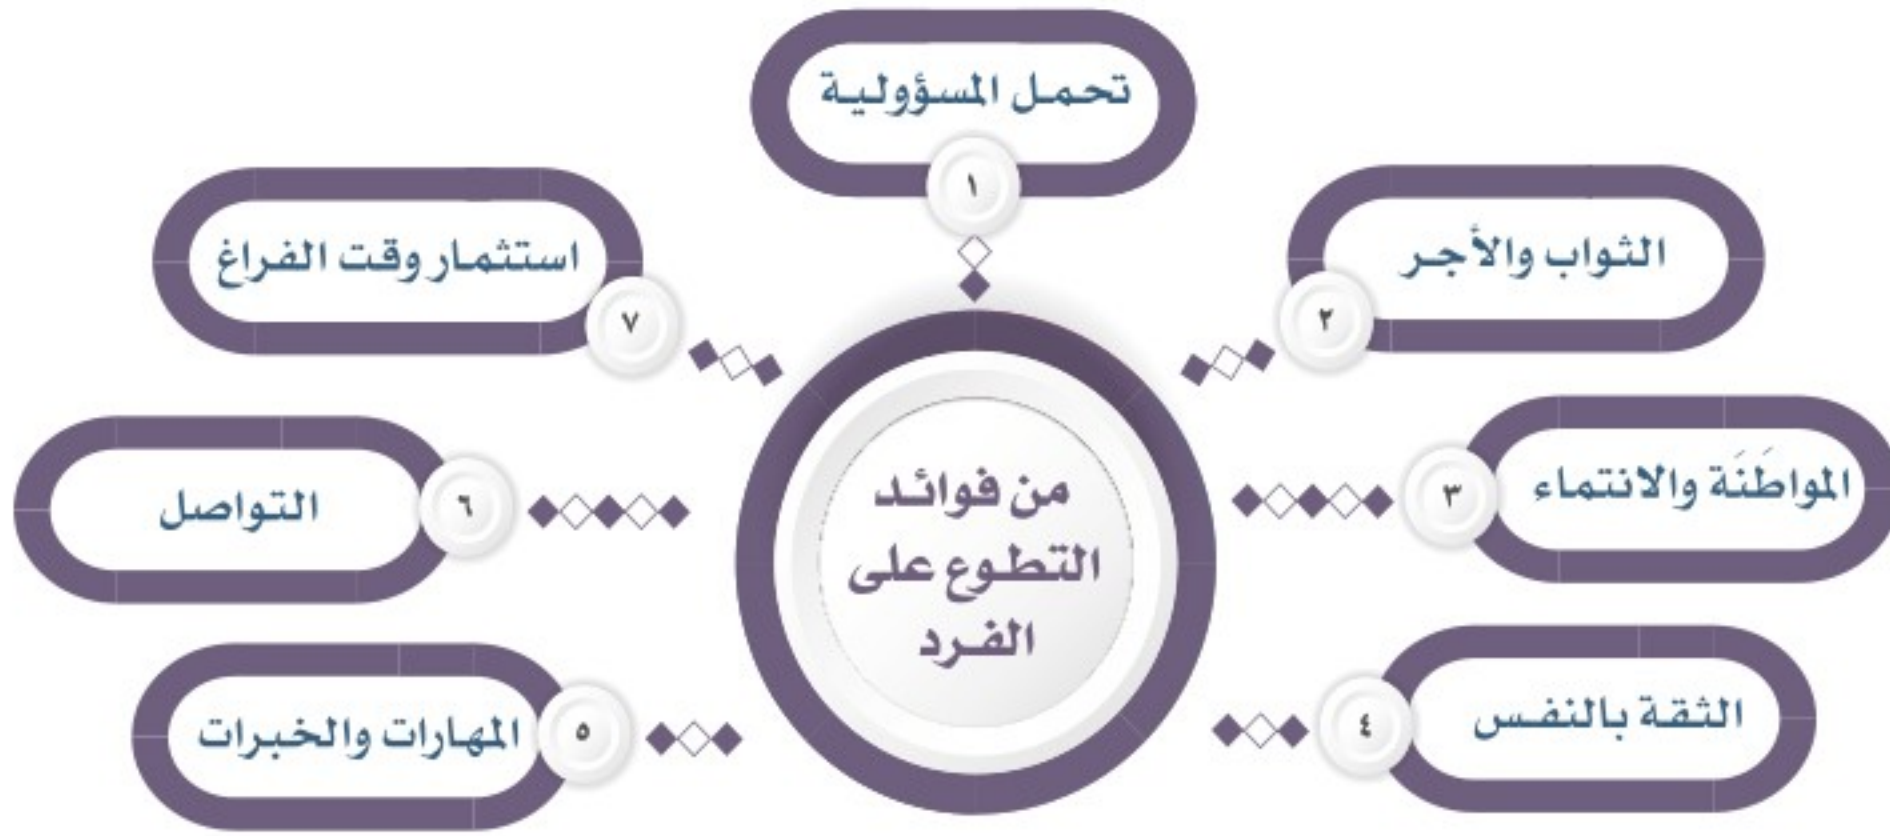 من فوائد
التطوع على
الفرد
تحمل المسؤولية
١
الثواب والأجر
٢
المواطَنَة والانتماء
٣
الثقة بالنفس
٤
المهارات والخبرات
٥
التواصل
٦
استثمار وقت الفراغ
٧